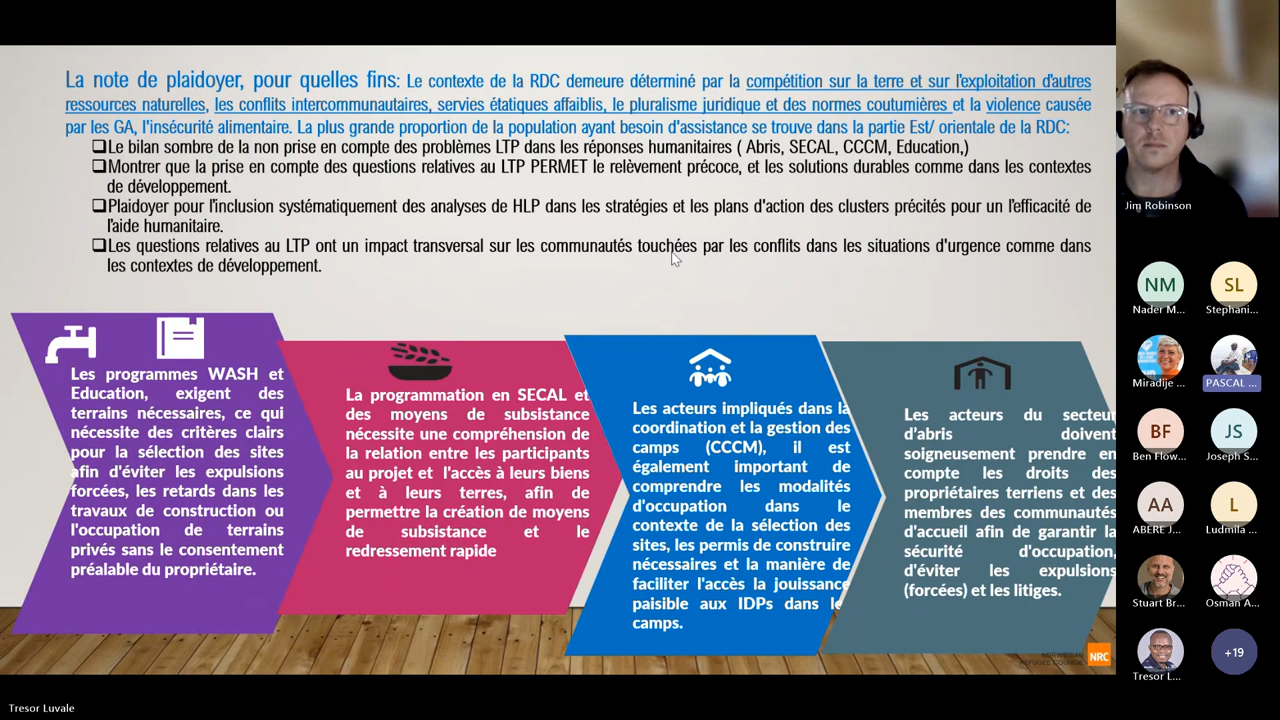 La note de plaidoyer, pour quelles fins: Le contexte de la RDC demeure déterminé par la compétition sur la terre et sur l'exploitation d'autres
ressources naturelles, les conflits intercommunautaires, servies étatiques affaiblis, le pluralisme juridique et des normes coutumières et la violence causée
par les GA, l'insécurité alimentaire. La plus grande proportion de la population ayant besoin d'assistance se trouve dans la partie Est/ orientale de la RDC:
❑Le bilan sombre de la non prise en compte des problèmes LTP dans les réponses humanitaires ( Abris, SECAL, CCCM, Education,)
❑Montrer que la prise en compte des questions relatives au LTP PERMET le relèvement précoce, et les solutions durables comme dans les contextes
de développement.
❑Plaidoyer pour l'inclusion systématiquement des analyses de HLP dans les stratégies et les plans d'action des clusters précités pour un l'efficacité de
l'aide humanitaire.
❑Les questions relatives au LTP ont un impact transversal sur les communautés touchées par les conflits dans les situations d'urgence comme dans
les contextes de développement.
Les programmes WASH et
Education, exigent des
terrains nécessaires, ce qui
nécessite des critères clairs
pour la sélection des sites
afin d'éviter les expulsions
forcées, les retards dans les
travaux de construction ou
l'occupation de terrains
privés sans le consentement
préalable du propriétaire.
La programmation en SECAL et
des moyens de subsistance
nécessite une compréhension de
la relation entre les participants
au projet et l'accès à leurs biens
et à leurs terres, afin de
permettre la création de moyens
de subsistance et le
redressement rapide
Les acteurs impliqués dans la
coordination et la gestion des
camps (CCCM), il est
également important de
comprendre les modalités
d'occupation dans le
contexte de la sélection des
sites, les permis de construire
nécessaires et la manière de
faciliter l'accès la jouissance
paisible aux IDPs dans les
camps.
Les acteurs du secteur
d'abris doivent
soigneusement prendre en
compte les droits des
propriétaires terriens et des
membres des communautés
d'accueil afin de garantir la
sécurité d'occupation,
d'éviter les expulsions
(forcées) et les litiges.
NORWEGIAN
REFUGEE COUNCIL
NRC
Jim Robinson
NM
Nader M...
SL
Stephani...
Miradije ...
PASCAL ...
BF
Ben Flow...
JS
Joseph S...
AA
ABERE J...
L
Ludmila ...
Stuart Br...
Osman A...
Tresor L...
+19
Tresor Luvale